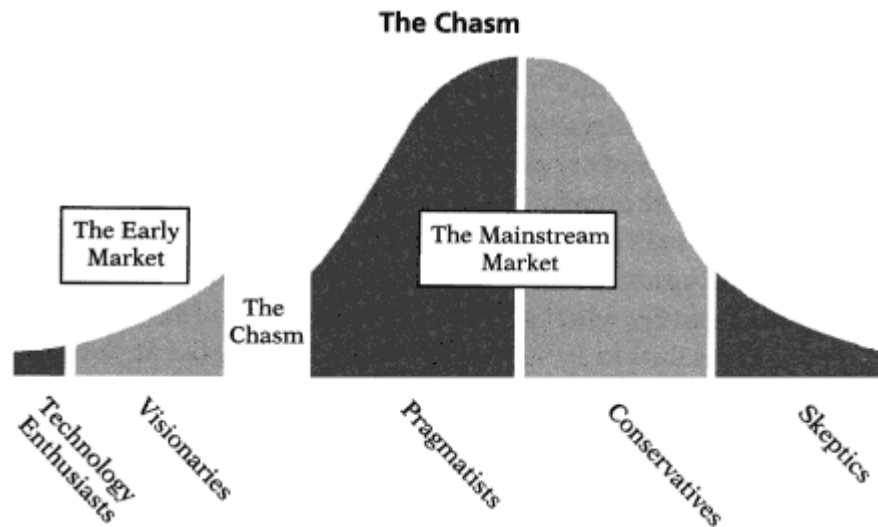 The Chasm
The Early
Market
The Mainstream
Market
The
Chasm
Technology
Enthusiasts
Visionaries
Pragmatists
Conservatives
Skeptics